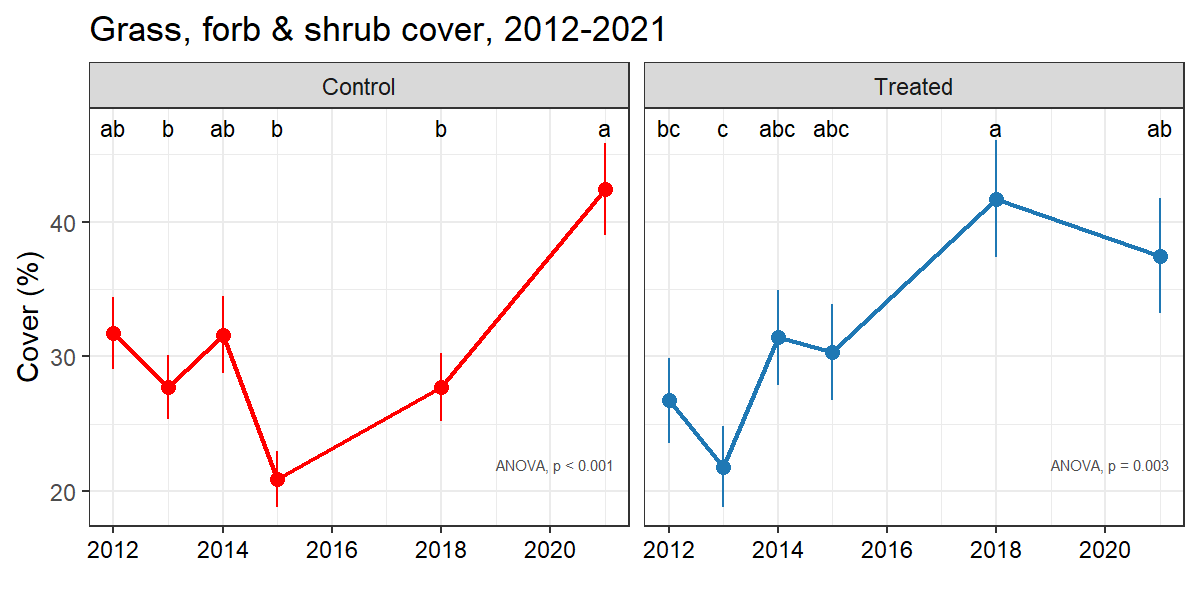 Grass, forb & shrub cover, 2012-2021
Control
Treated
ab b ab b b a
bc c abc abc a ab
Cover (%)
40
30
20
ANOVA, p < 0.001
ANOVA, p = 0.003
2012 2014 2016 2018 2020
2012 2014 2016 2018 2020